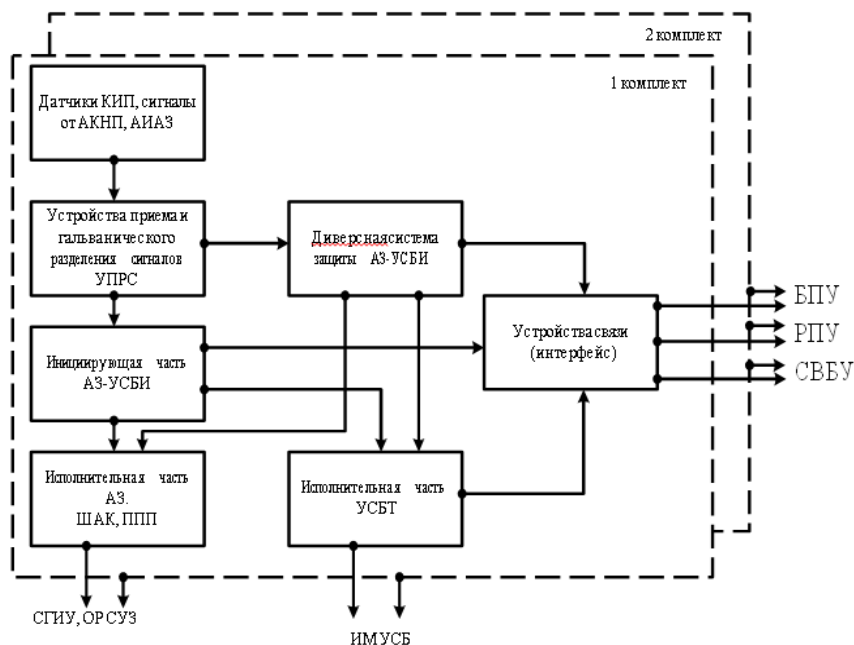 2 комплект
1 комплект
Датчики КИП, сигналы
от АКНП, АИАЗ
Устройства приема и
гальванического
разделения сигналов
УПРС
Диверсная система
защиты АЗ-УСБИ
Инициирующая часть
АЗ-УСБИ
Устройства связи
(интерфейс)
БПУ
РПУ
СВБУ
Исполнительная часть
АЗ.
ШАК, ППП
Исполнительная часть
УСБТ
СГИУ, ОР СУЗ
ИМ УСБ